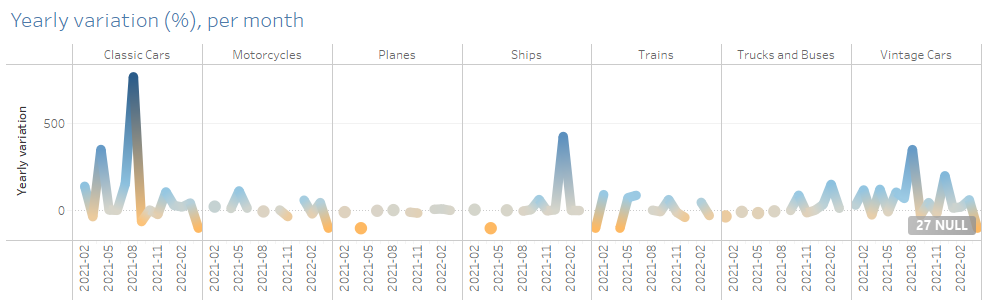 Yearly variation (%), per month
Classic Cars Motorcycles Planes Ships Trains Trucks and Buses Vintage Cars
Yearly variation
500
0
27 NULL
2021-02 2021-05 2021-08 2021-11 2022-02 2021-02 2021-05 2021-08 2021-11 2022-02 2021-02 2021-05 2021-08 2021-11 2022-02 2021-02 2021-05 2021-08 2021-11 2022-02 2021-02 2021-05 2021-08 2021-11 2022-02 2021-02 2021-05 2021-08 2021-11 2022-02 2021-02 2021-05 2021-08 2021-11 2022-02